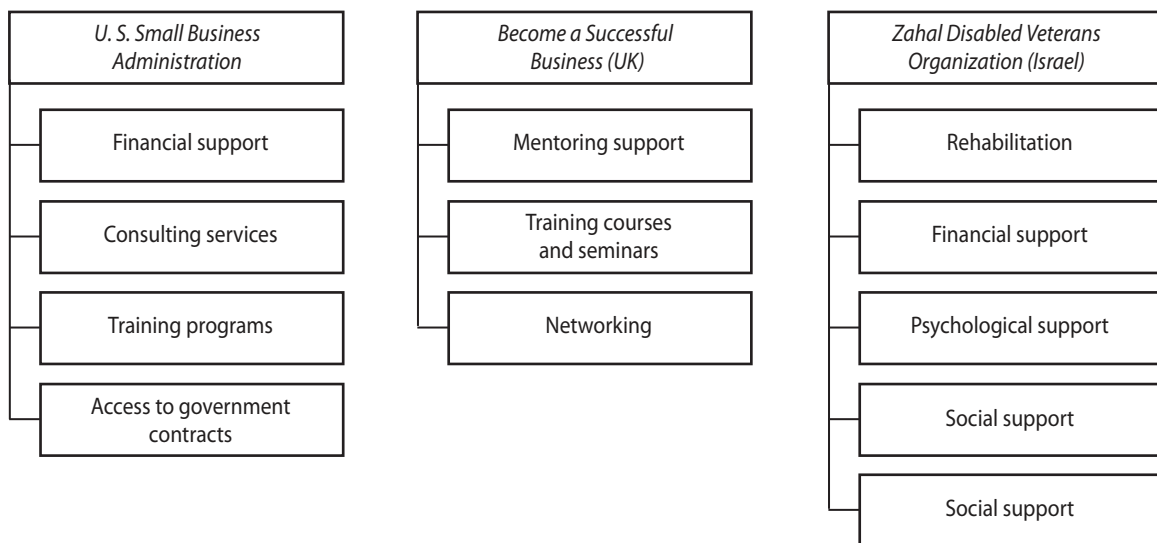 U. S. Small Business
Administration
Financial support
Consulting services
Training programs
Access to government
contracts
Become a Successful
Business (UK)
Mentoring support
Training courses
and seminars
Networking
Zahal Disabled Veterans
Organization (Israel)
Rehabilitation
Financial support
Psychological support
Social support
Social support